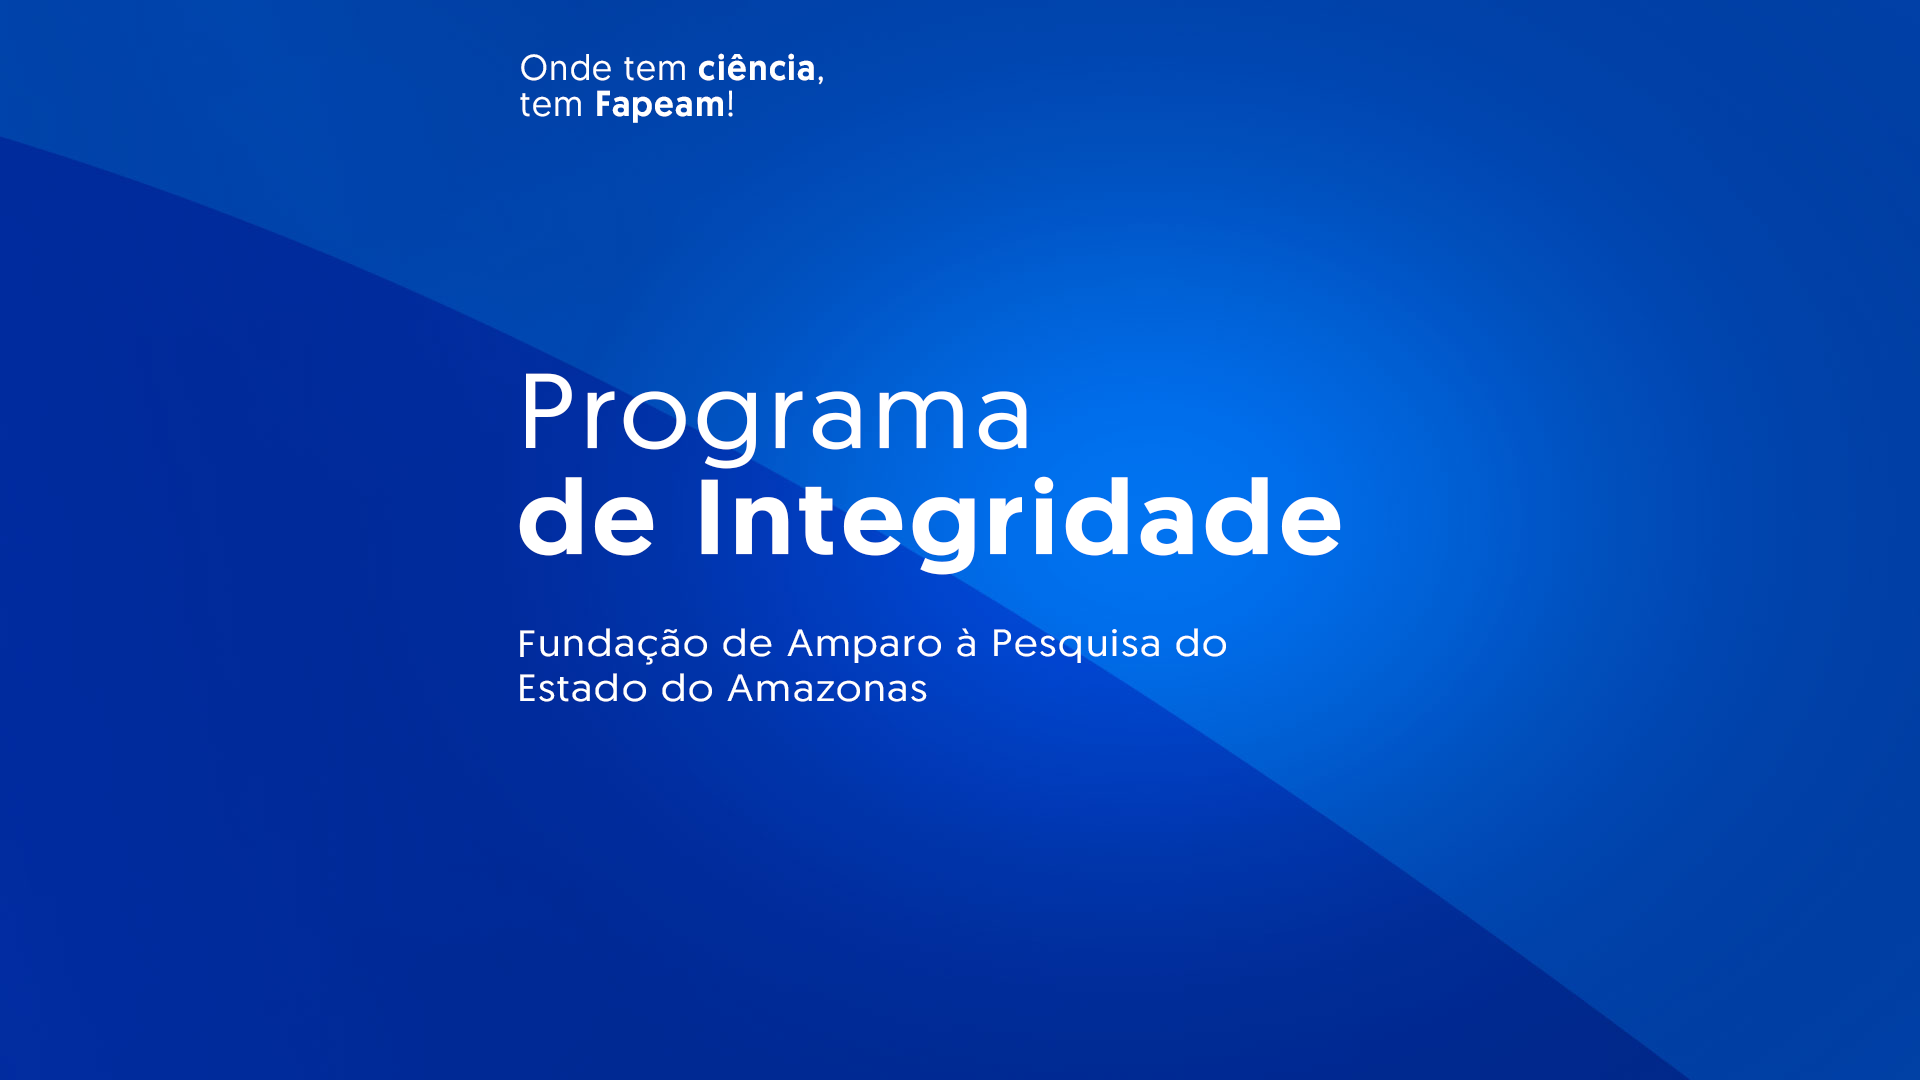 Onde tem ciência,
tem Fapeam!
Programa
de Integridade
Fundação de Amparo à Pesquisa do
Estado do Amazonas